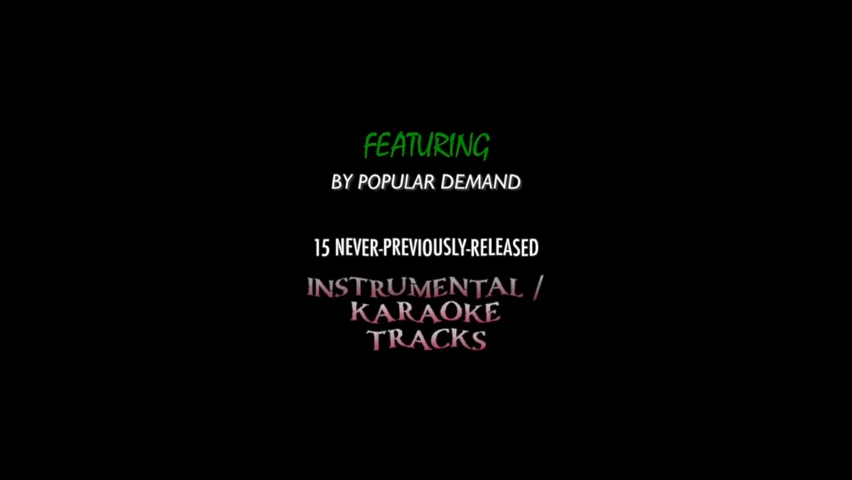 FEATURING
BY POPULAR DEMAND
15 NEVER-PREVIOUSLY-RELEASED
INSTRUMENTAL /
KARAOKE
TRACKS